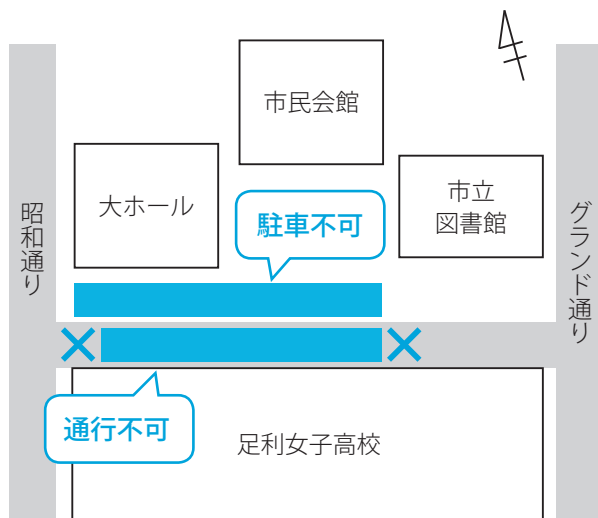 市民会館
大ホール
市立
図書館
駐車不可
昭和通り
グランド通り
通行不可
足利女子高校